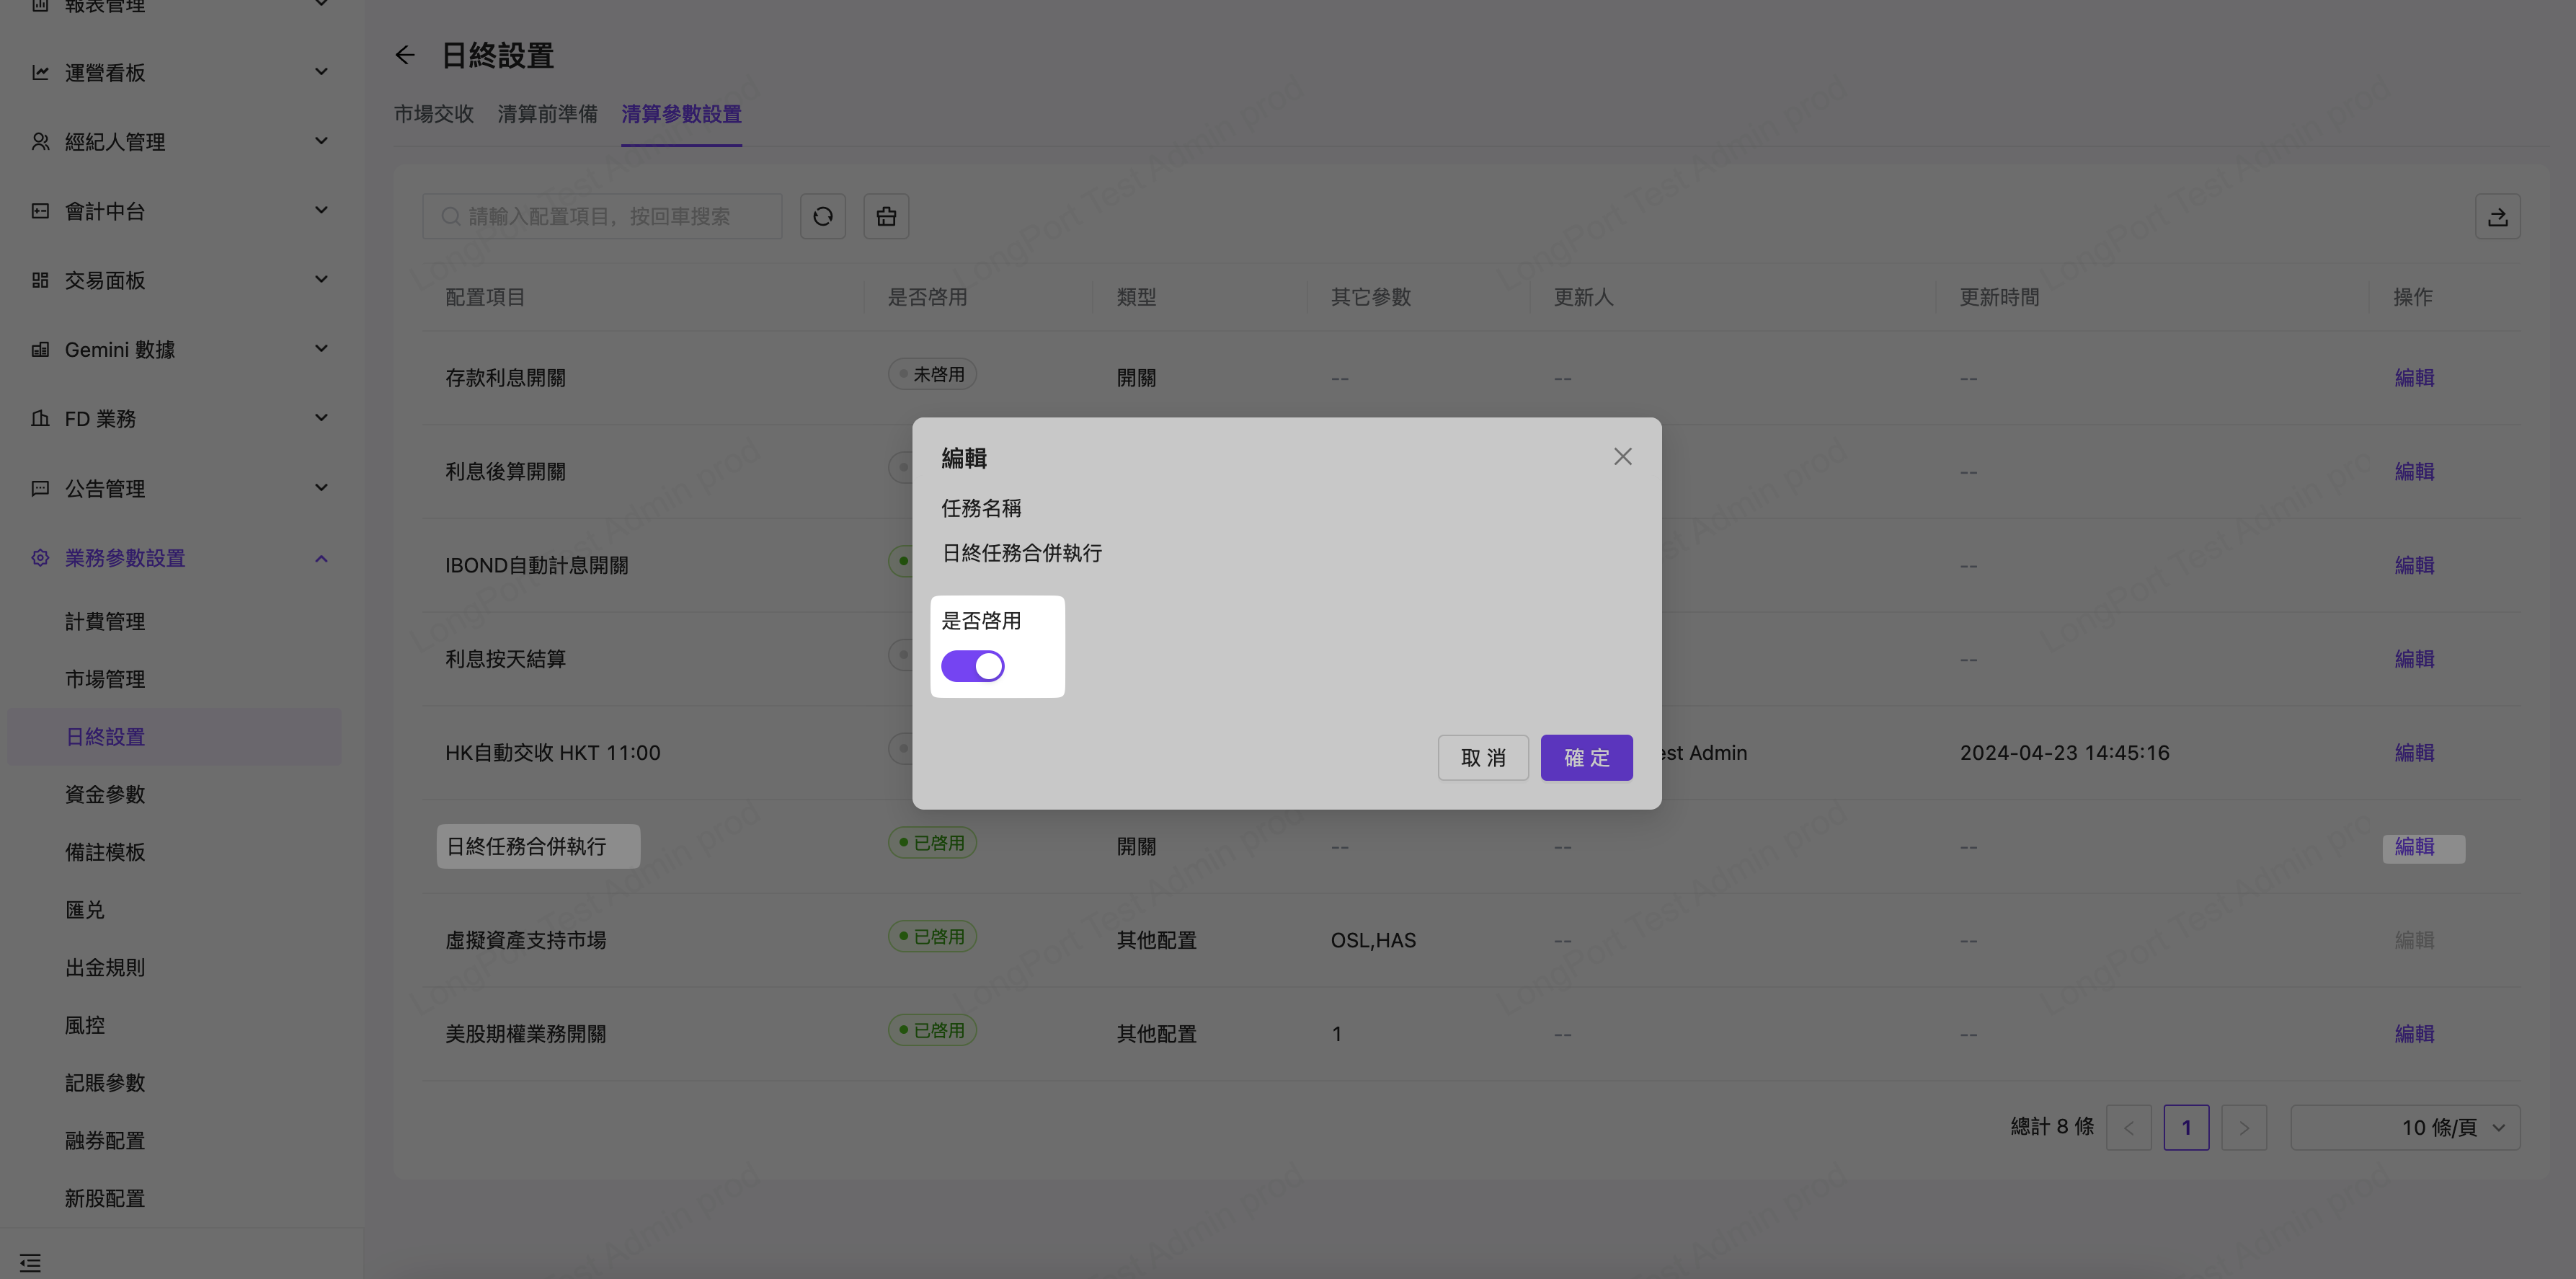 報表管理
運營看板
經紀人管理
會計中台
交易面板
Gemini 數據
FD 業務
公告管理
業務參數設置
計費管理
市場管理
日終設置
資金參數
備註模板
匯兑
出金規則
風控
記賬參數
融券配置
新股配置
日終設置
市場交收 清算前準備 清算參數設置
請輸入配置項目，按回車搜索
配置項目 是否啓用 類型 其它參數 更新人 更新時間 操作
存款利息開關 未啓用 開關 -- -- -- 編輯
利息後算開關 -- 編輯
IBOND自動計息開關 -- 編輯
利息按天結算 -- 編輯
HK自動交收 HKT 11:00 est Admin 2024-04-23 14:45:16 編輯
日終任務合併執行 已啓用 開關 -- -- -- 編輯
虛擬資產支持市場 已啓用 其他配置 OSL,HAS -- -- 編輯
美股期權業務開關 已啓用 其他配置 1 -- -- 編輯
總計 8 條 < 1 > 10 條/頁
編輯
任務名稱
日終任務合併執行
是否啓用
取 消 確 定
LongPort Test Admin prod